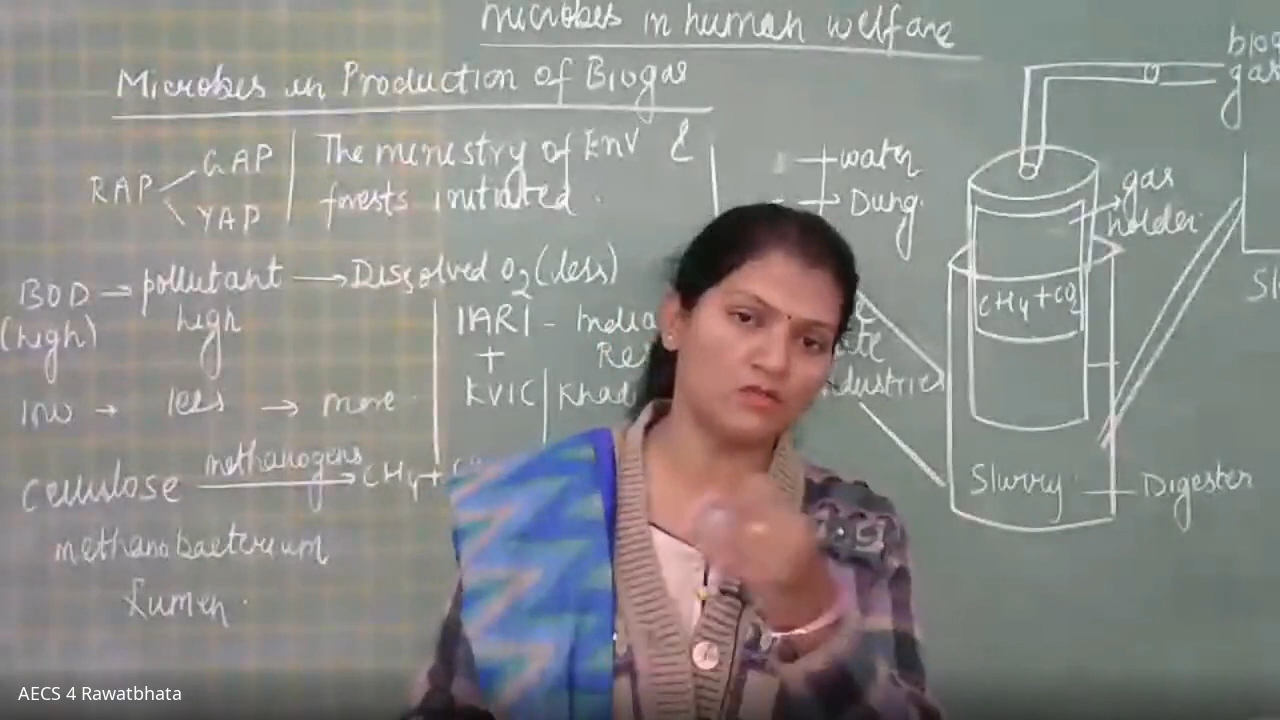 microbes in human welfare
Microbes in Production of Biogas
RAP
GAP
YAP
The ministry of Env &
forests initiated.
BOD → pollutant → Dissolved O2 (less)
(high) high
low → less → more
IARI - India
+
KVIC | Khad
Industries
Cellulose methanogens → CH4 +
methanobacterium
Rumen.
water
Dung.
gas
holder
CH4 + CO2
Slurry
Digester
gas
AECS 4 Rawatbhata